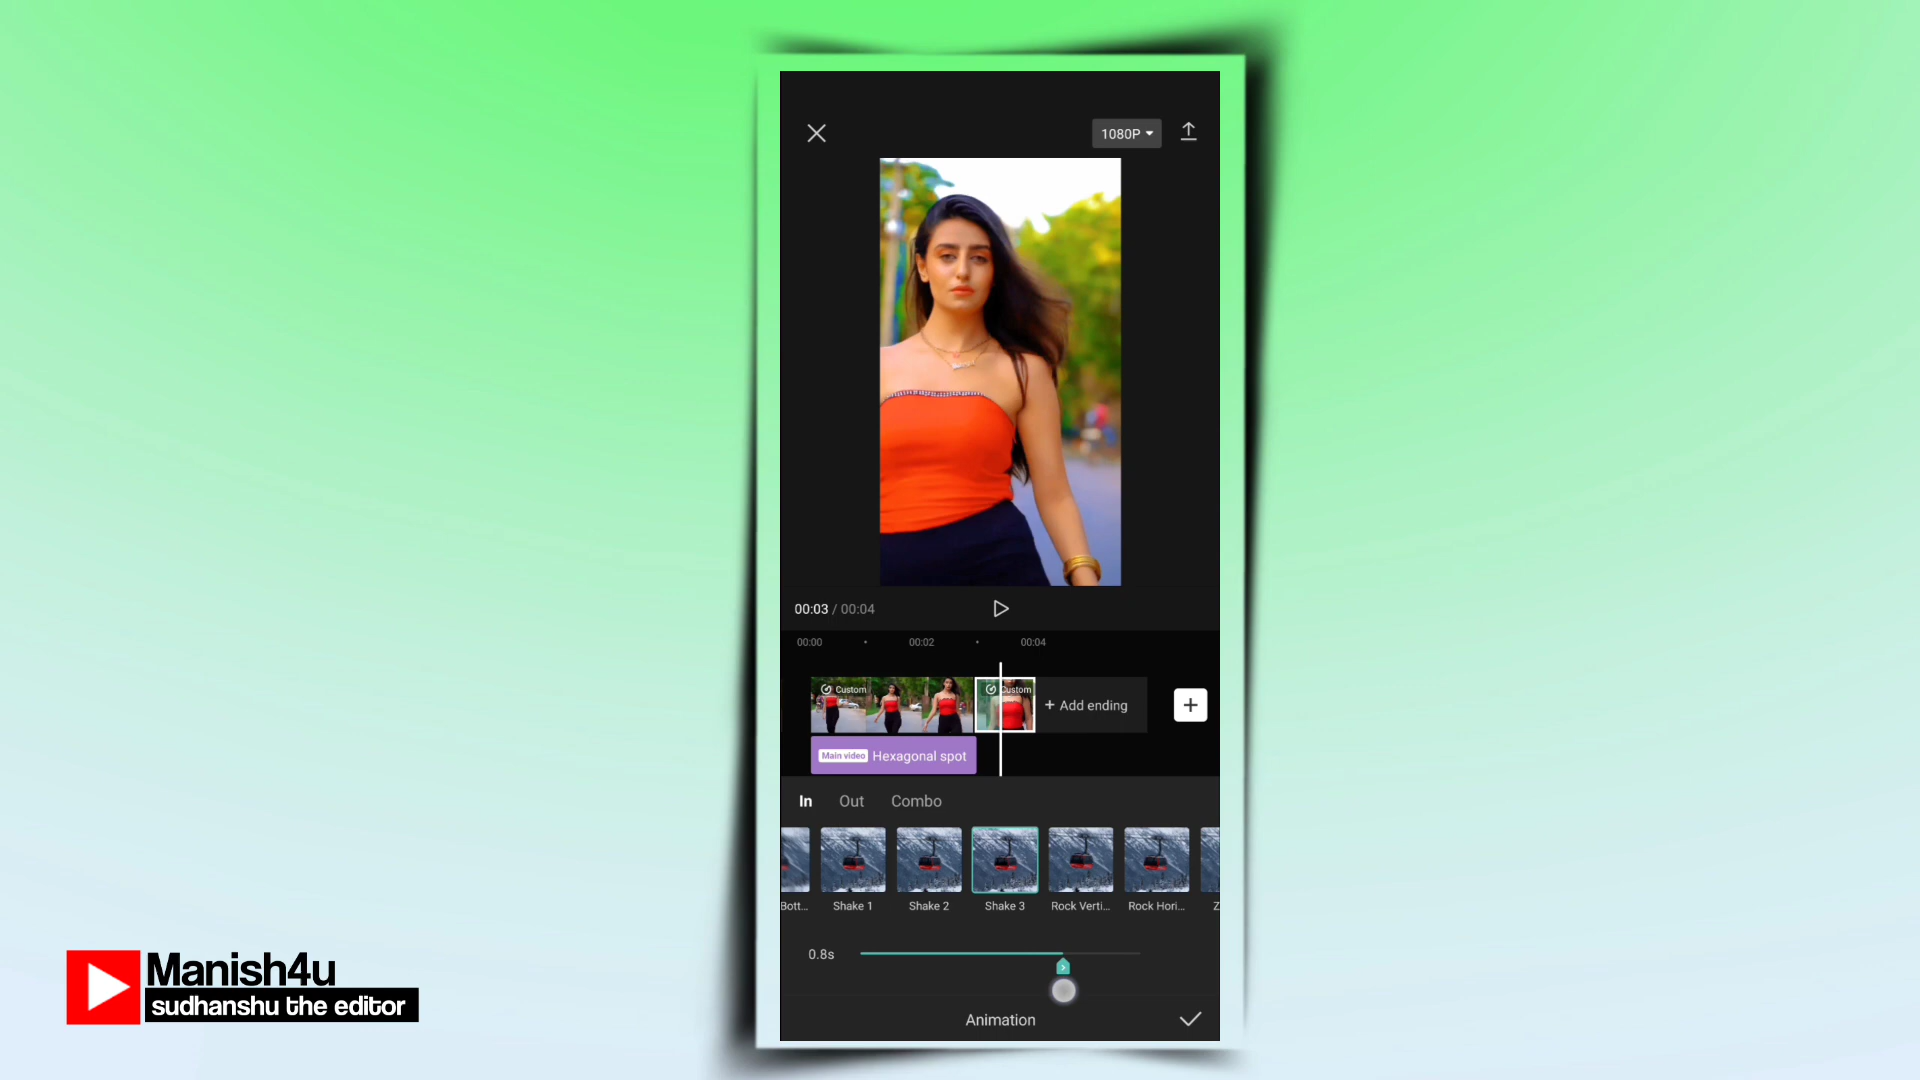 1080P
00:03 / 00:04
00:00 00:02 00:04
Custom Custom
+ Add ending
Main video Hexagonal spot
In Out Combo
Bott... Shake 1 Shake 2 Shake 3 Rock Verti... Rock Hori... Z
0.8s
Animation
Manish4u
sudhanshu the editor